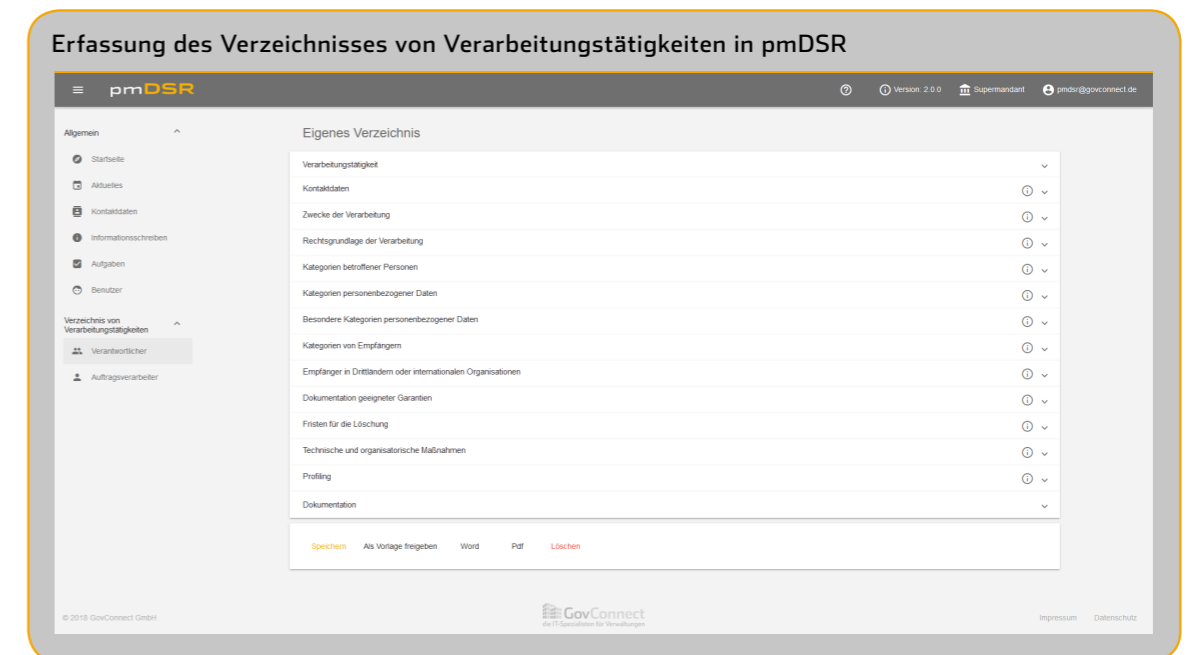 Erfassung des Verzeichnisses von Verarbeitungstätigkeiten in pmDSR
pmDSR
Version: 2.0.0
Supermandant
pmdsr@govconnect.de
Allgemein
Startseite
Aktuelles
Kontaktdaten
Informationsschreiben
Aufgaben
Benutzer
Verzeichnis von
Verarbeitungstätigkeiten
Verantwortlicher
Auftragsverarbeiter
Eigenes Verzeichnis
Verarbeitungstätigkeit
Kontaktdaten
Zwecke der Verarbeitung
Rechtsgrundlage der Verarbeitung
Kategorien betroffener Personen
Kategorien personenbezogener Daten
Besondere Kategorien personenbezogener Daten
Kategorien von Empfängern
Empfänger in Drittländern oder internationalen Organisationen
Dokumentation geeigneter Garantien
Fristen für die Löschung
Technische und organisatorische Maßnahmen
Profiling
Dokumentation
Speichern Als Vorlage freigeben Word Pdf Löschen
© 2018 GovConnect GmbH
GovConnect
die IT-Spezialisten für Verwaltungen
Impressum Datenschutz